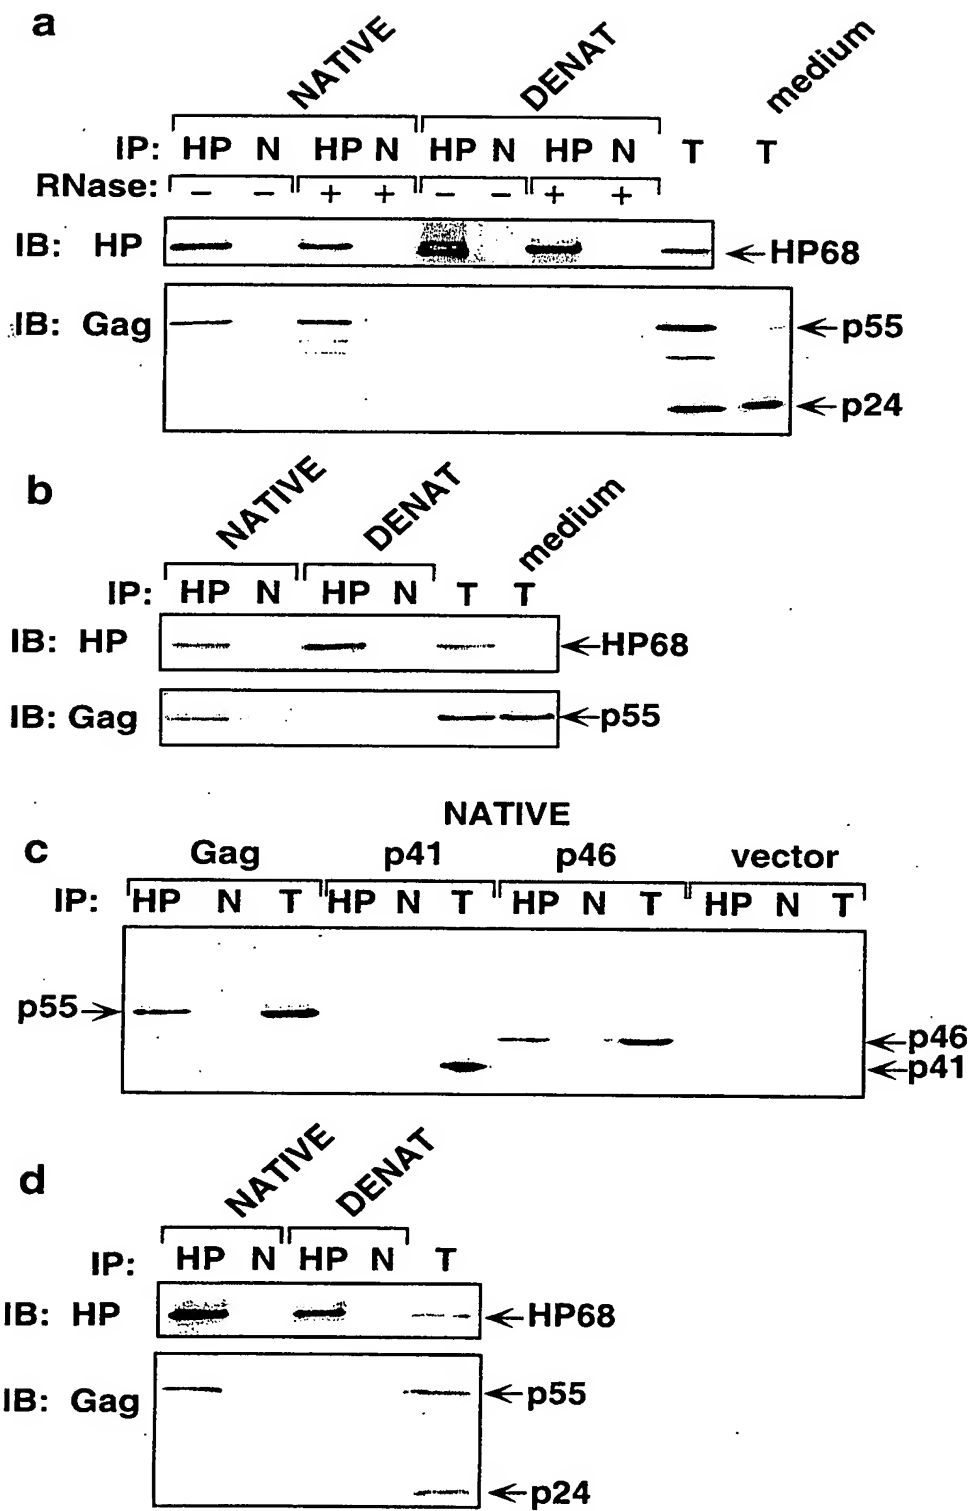 a
NATIVE DENAT medium
IP: HP N HP N HP N HP N T T
RNase: − − + + − − + +
IB: HP ←HP68
IB: Gag ←p55
←p24
b
NATIVE DENAT medium
IP: HP N HP N T T
IB: HP ←HP68
IB: Gag ←p55
NATIVE
c Gag p41 p46 vector
IP: HP N T HP N T HP N T HP N T
p55→ ←p46
←p41
d
NATIVE DENAT
IP: HP N HP N T
IB: HP ←HP68
IB: Gag ←p55
←p24